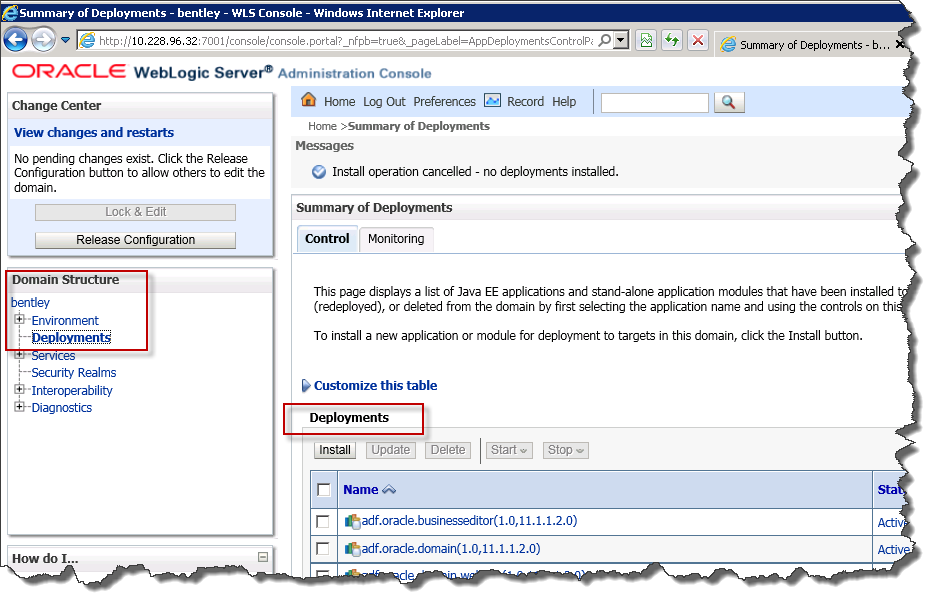 Summary of Deployments - bentley - WLS Console - Windows Internet Explorer
http://10.228.96.32:7001/console/console.portal?_nfpb=true&_pageLabel=AppDeploymentsControlPa
Summary of Deployments - b...
ORACLE WebLogic Server® Administration Console
Change Center
View changes and restarts
No pending changes exist. Click the Release
Configuration button to allow others to edit the
domain.
Lock & Edit
Release Configuration
Domain Structure
bentley
Environment
Deployments
Services
Security Realms
Interoperability
Diagnostics
How do I...
Home Log Out Preferences Record Help
Home >Summary of Deployments
Messages
Install operation cancelled - no deployments installed.
Summary of Deployments
Control Monitoring
This page displays a list of Java EE applications and stand-alone application modules that have been installed to
(redeployed), or deleted from the domain by first selecting the application name and using the controls on this
To install a new application or module for deployment to targets in this domain, click the Install button.
Customize this table
Deployments
Install Update Delete Start Stop
Name Stat
adf.oracle.businesseditor(1.0,11.1.1.2.0) Active
adf.oracle.domain(1.0,11.1.1.2.0) Active